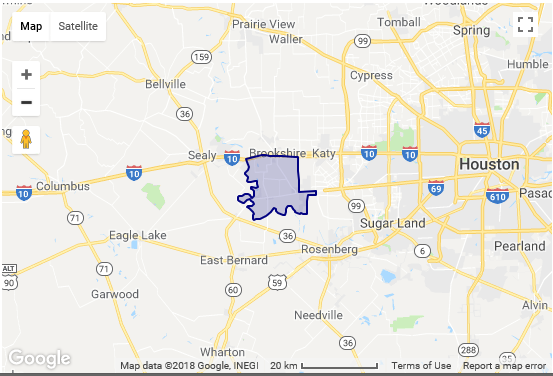 Map
Satellite
Prairie View
Waller
Tomball
Spring
99
159
Humble
Cypress
Bellville
36
45
Sealy
10
Brookshire
Katy
10
10
Houston
10
Columbus
10
69
610
99
71
36
Sugar Land
6
Eagle Lake
Rosenberg
Pearland
East Bernard
ALT
90
71
60
59
Garwood
Needville
Alvin
288
35
Wharton
Google
Map data ©2018 Google, INEGI
20 km
Terms of Use
Report a map error